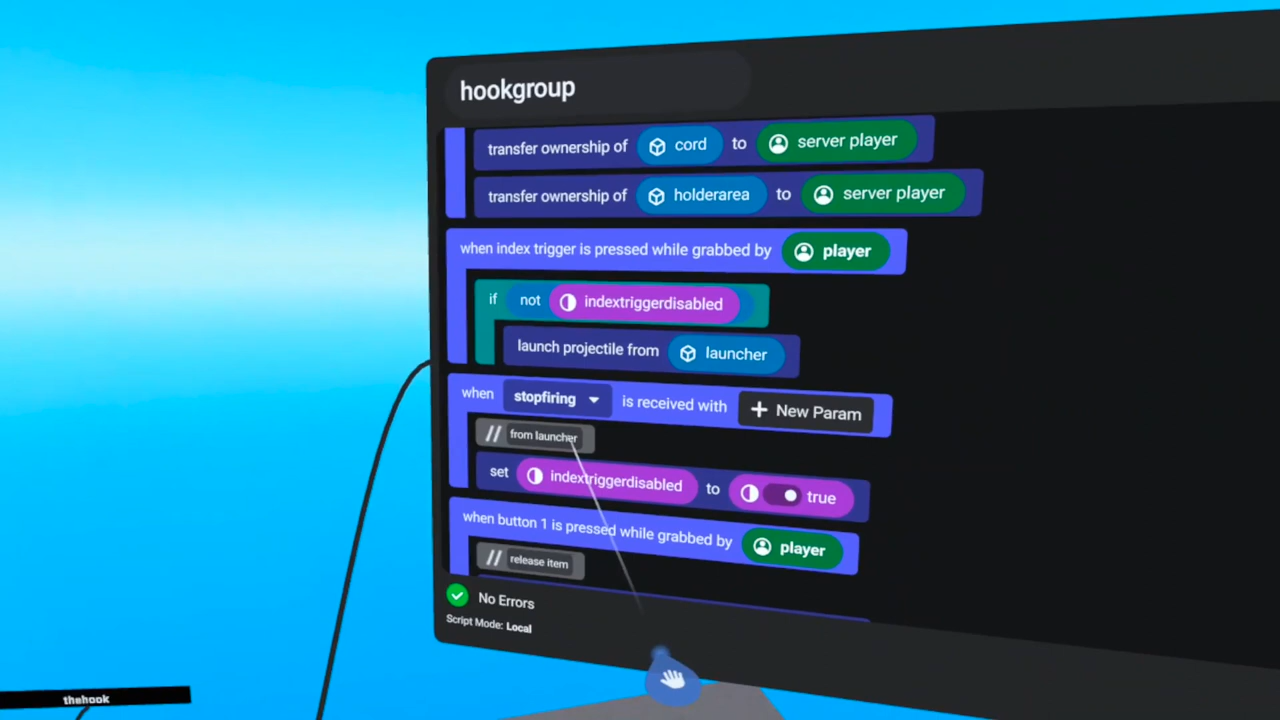 hookgroup
transfer ownership of cord to server player
transfer ownership of holderarea to server player
when index trigger is pressed while grabbed by player
if not indextriggerdisabled
launch projectile from launcher
when stopfiring is received with + New Param
// from launcher
set indextriggerdisabled to true
when button 1 is pressed while grabbed by player
// release item
No Errors
Script Mode: Local
thehook